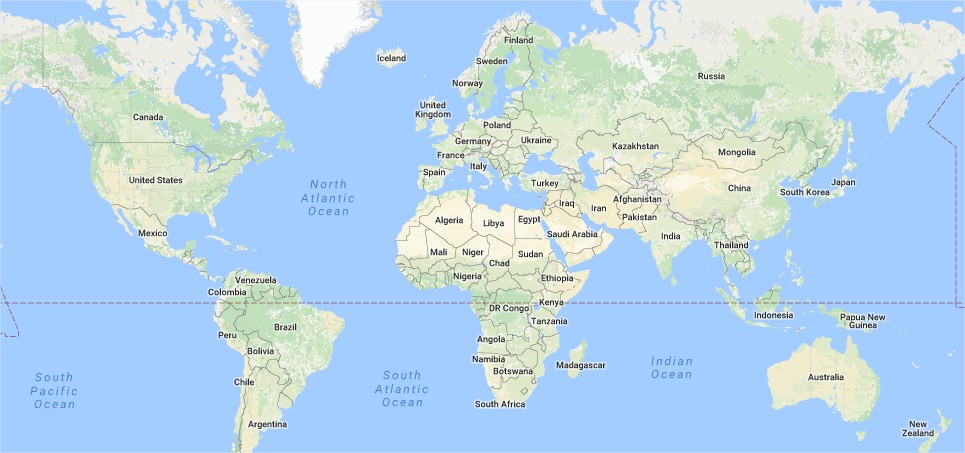 Finland
Iceland
Sweden
Russia
Norway
United
Kingdom
Canada
Poland
Germany
Ukraine
Kazakhstan
Mongolia
France
Italy
Spain
United States
Turkey
China
South Korea
Japan
North
Atlantic
Ocean
Iraq
Iran
Afghanistan
Pakistan
Algeria
Libya
Egypt
Mexico
Saudi Arabia
India
Thailand
Mali
Niger
Sudan
Chad
Nigeria
Ethiopia
Venezuela
Colombia
Kenya
DR Congo
Indonesia
Papua New
Guinea
Tanzania
Brazil
Peru
Angola
Bolivia
Namibia
Botswana
Madagascar
Indian
Ocean
South
Pacific
Ocean
Chile
South
Atlantic
Ocean
Australia
South Africa
Argentina
New
Zealand